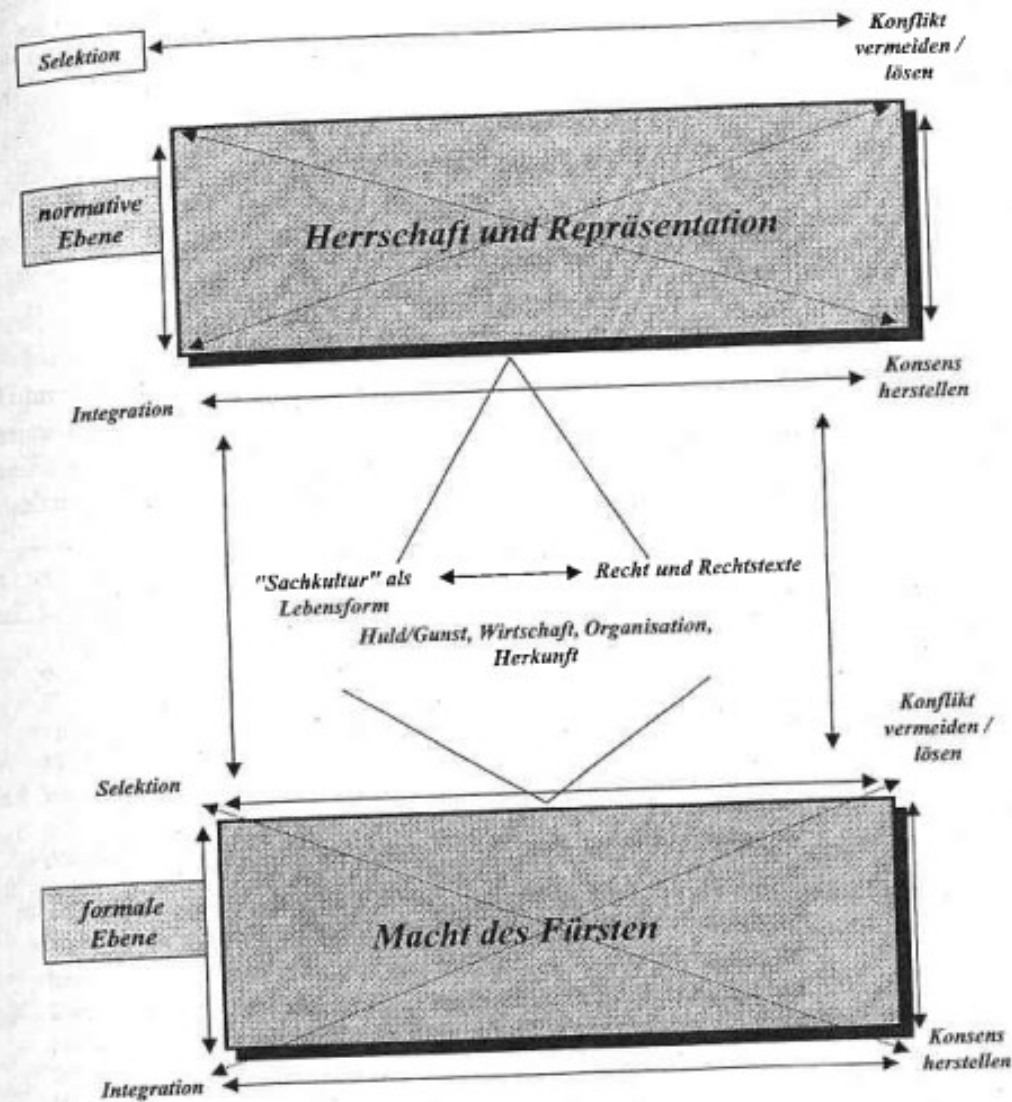 Selektion
Konflikt
vermeiden /
lösen
normative
Ebene
Herrschaft und Repräsentation
Integration
Konsens
herstellen
"Sachkultur" als
Lebensform
Recht und Rechtstexte
Huld/Gunst, Wirtschaft, Organisation,
Herkunft
Konflikt
vermeiden /
lösen
Selektion
formale
Ebene
Macht des Fürsten
Integration
Konsens
herstellen